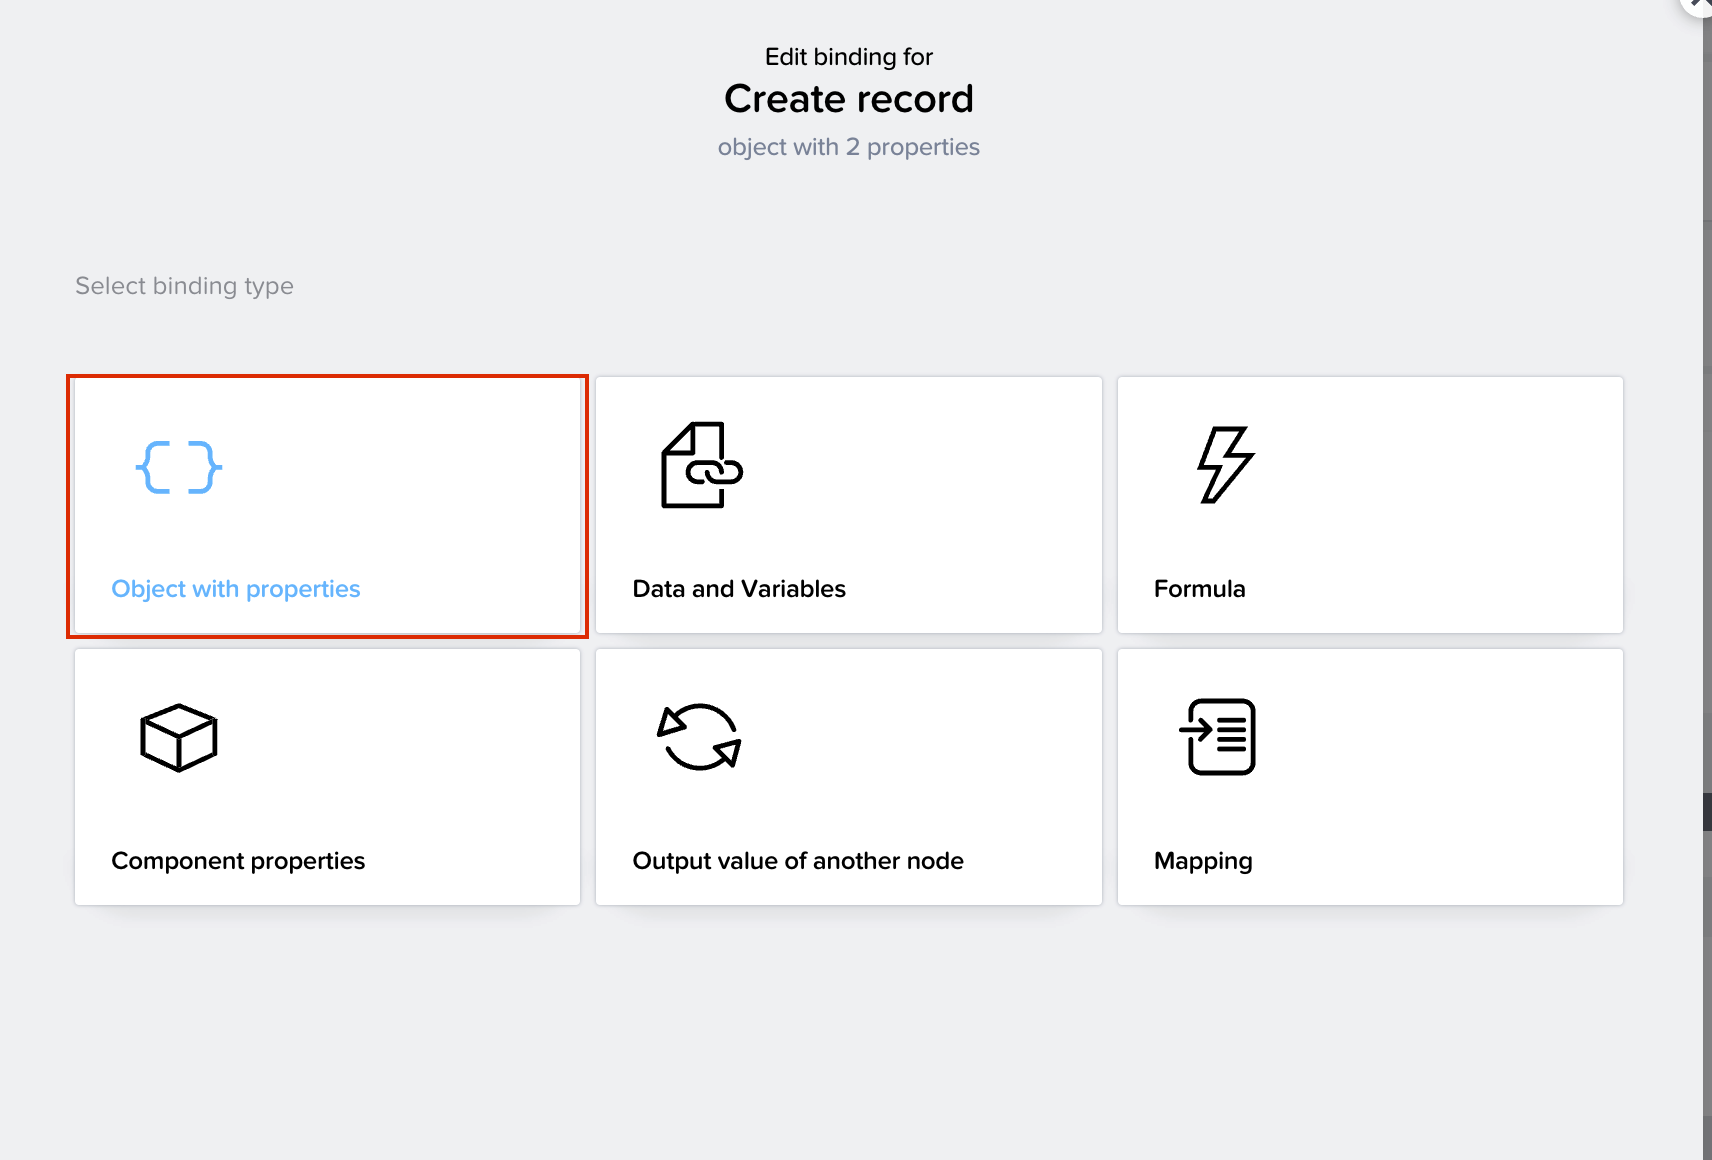 Edit binding for
Create record
object with 2 properties
Select binding type
Object with properties
Data and Variables
Formula
Component properties
Output value of another node
Mapping